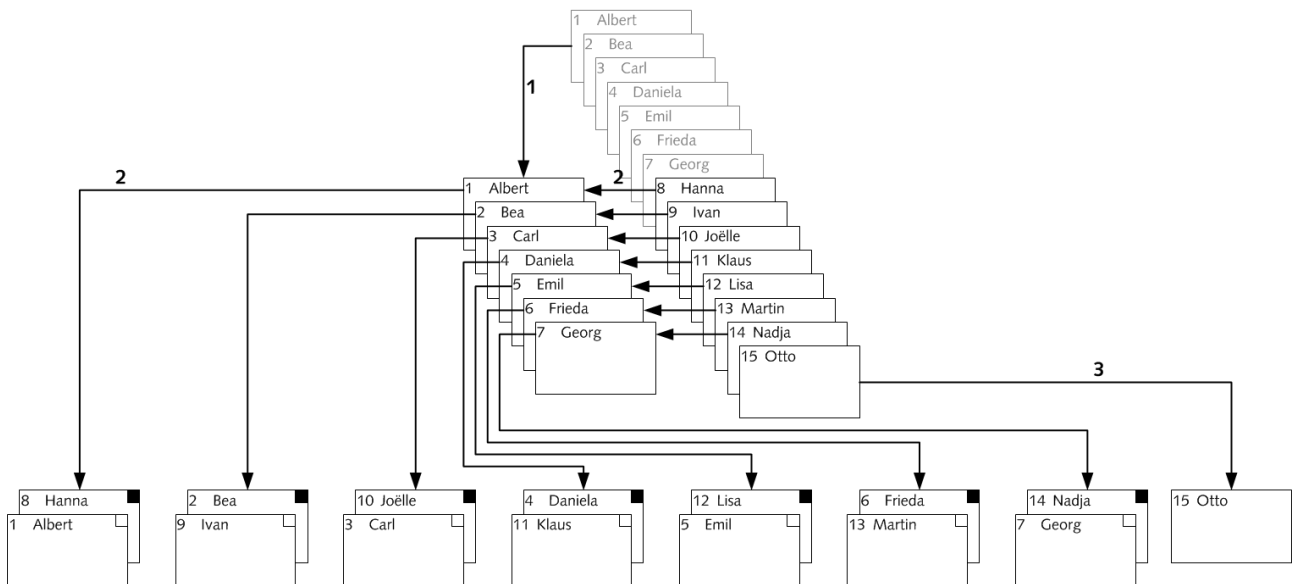 1 Albert
2 Bea
3 Carl
4 Daniela
5 Emil
6 Frieda
7 Georg
1
2
2
1 Albert
8 Hanna
2 Bea
9 Ivan
3 Carl
10 Joëlle
4 Daniela
11 Klaus
5 Emil
12 Lisa
6 Frieda
13 Martin
7 Georg
14 Nadja
15 Otto
3
8 Hanna
2 Bea
10 Joëlle
4 Daniela
12 Lisa
6 Frieda
14 Nadja
15 Otto
1 Albert
9 Ivan
3 Carl
11 Klaus
5 Emil
13 Martin
7 Georg